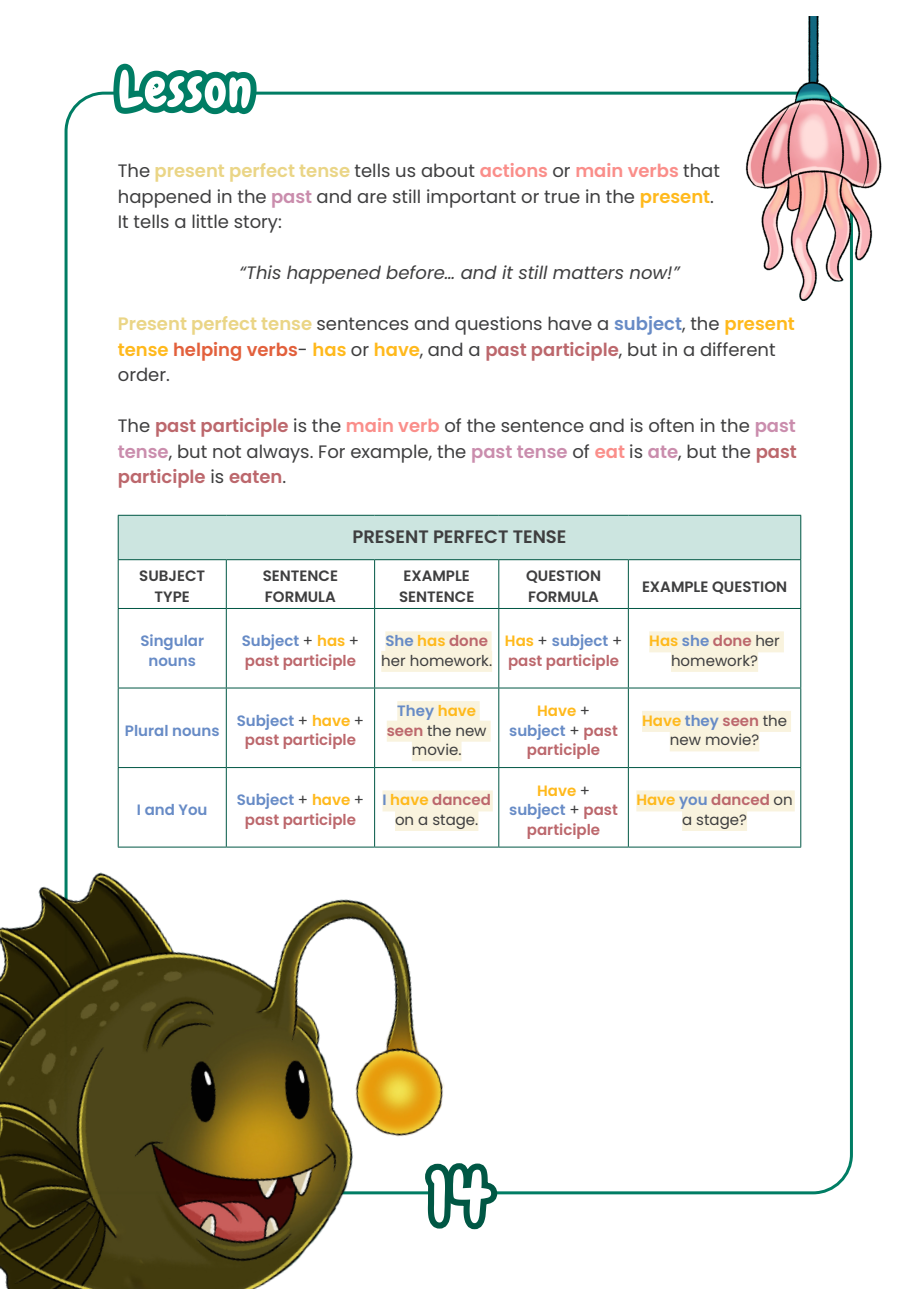 Lesson
The present perfect tense tells us about actions or main verbs that
happened in the past and are still important or true in the present.
It tells a little story:
“This happened before... and it still matters now!”
Present perfect tense sentences and questions have a subject, the present
tense helping verbs- has or have, and a past participle, but in a different
order.
The past participle is the main verb of the sentence and is often in the past
tense, but not always. For example, the past tense of eat is ate, but the past
participle is eaten.
PRESENT PERFECT TENSE
SUBJECT
TYPE
SENTENCE
FORMULA
EXAMPLE
SENTENCE
QUESTION
FORMULA
EXAMPLE QUESTION
Singular
nouns
Subject + has +
past participle
She has done
her homework.
Has + subject +
past participle
Has she done her
homework?
Plural nouns
Subject + have +
past participle
They have
seen the new
movie.
Have +
subject + past
participle
Have they seen the
new movie?
I and You
Subject + have +
past participle
I have danced
on a stage.
Have +
subject + past
participle
Have you danced on
a stage?
14